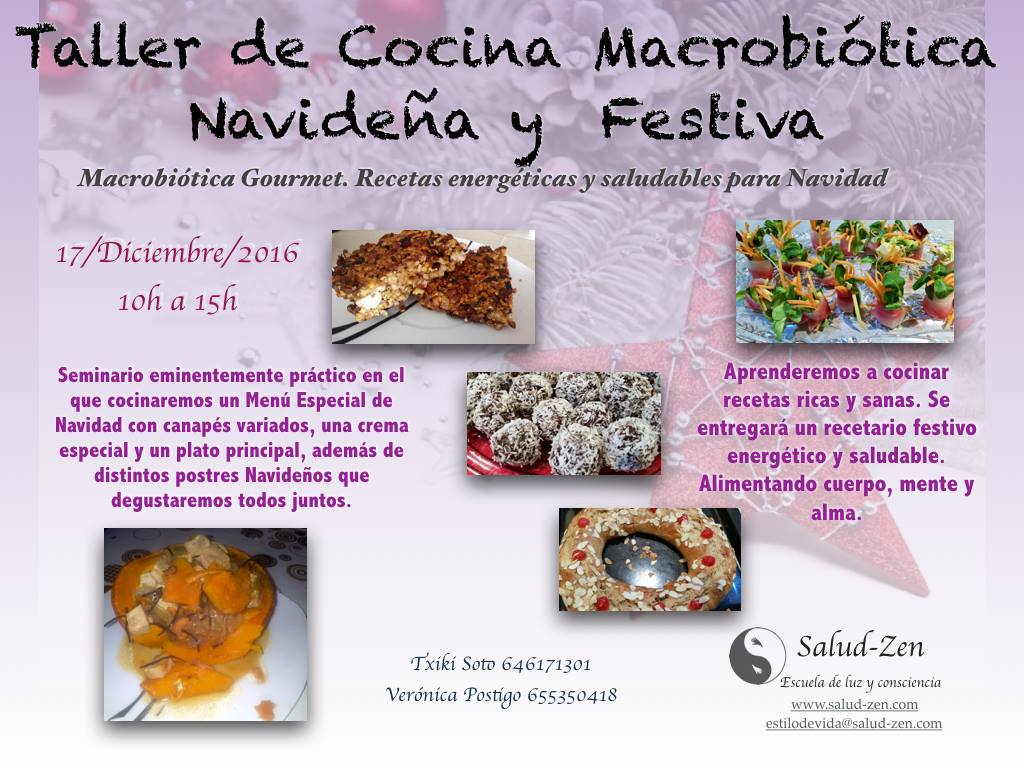 Taller de Cocina Macrobiótica
Navideña y Festiva
Macrobiótica Gourmet. Recetas energéticas y saludables para Navidad
17/Diciembre/2016
10h a 15h
Seminario eminentemente práctico en el
que cocinaremos un Menú Especial de
Navidad con canapés variados, una crema
especial y un plato principal, además de
distintos postres Navideños que
degustaremos todos juntos.
Aprenderemos a cocinar
recetas ricas y sanas. Se
entregará un recetario festivo
energético y saludable.
Alimentando cuerpo, mente y
alma.
Txiki Soto 646171301
Verónica Postigo 655350418
Salud-Zen
Escuela de luz y consciencia
www.salud-zen.com
estilodevida@salud-zen.com